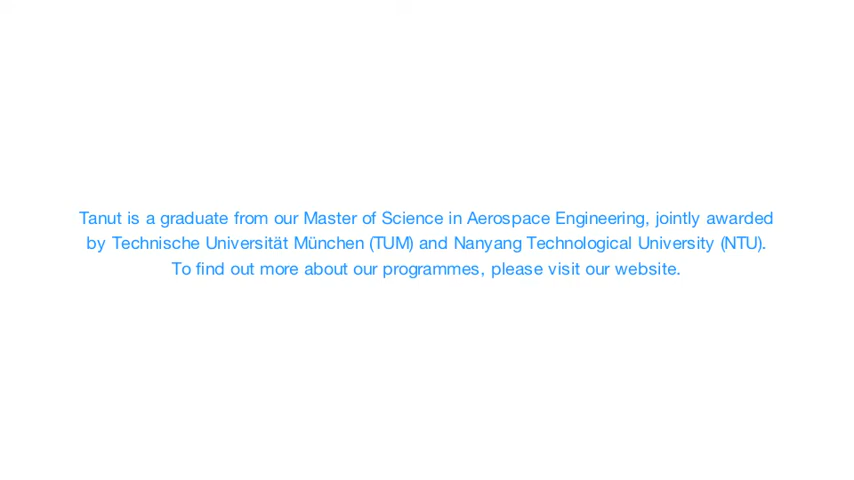 Tanut is a graduate from our Master of Science in Aerospace Engineering, jointly awarded
by Technische Universität München (TUM) and Nanyang Technological University (NTU).
To find out more about our programmes, please visit our website.